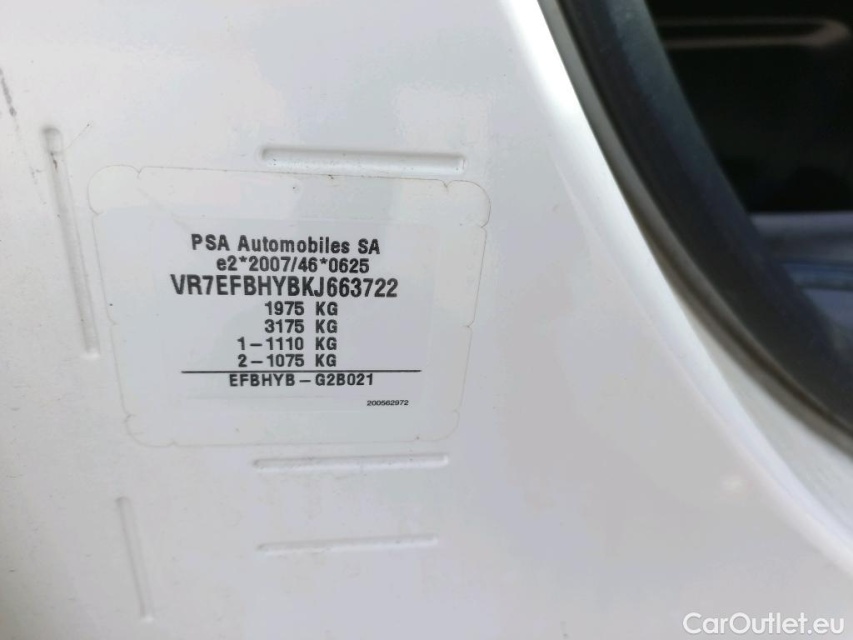 PSA Automobiles SA
e2*2007/46*0625
VR7EFBHYBKJ663722
1975 KG
3175 KG
1-1110 KG
2-1075 KG
EFBHYB-G2B021
200562972
CarOutlet.eu